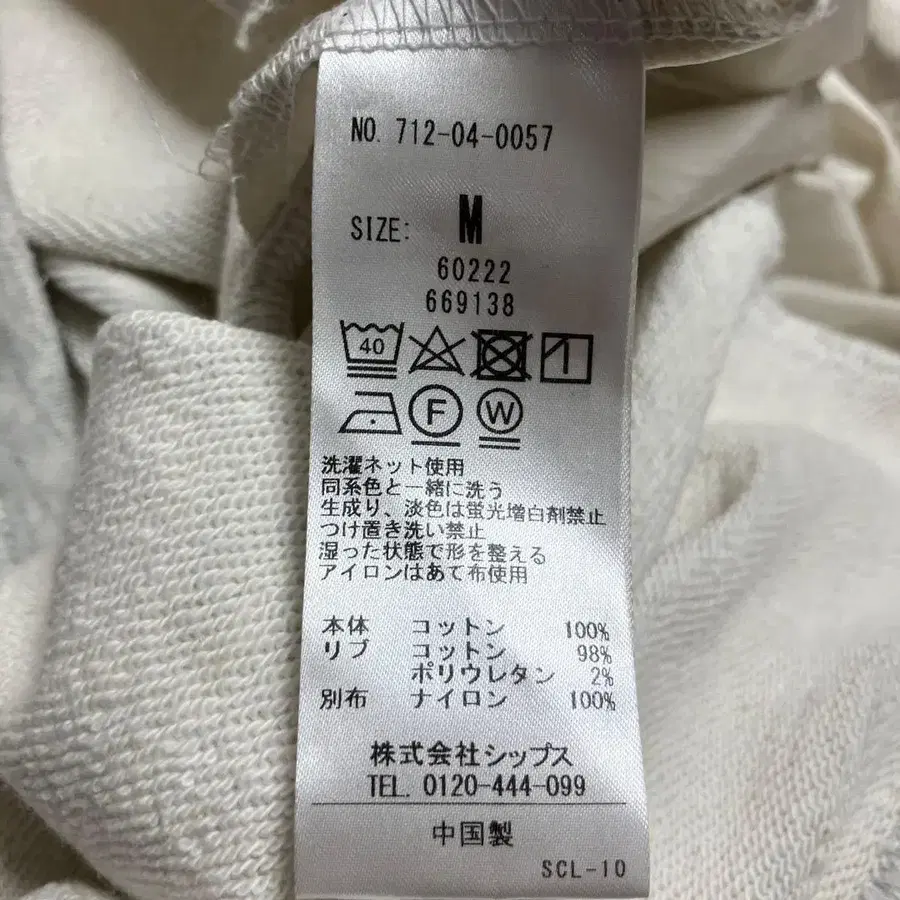 NO. 712-04-0057
SIZE: M
60222
669138
40
F W
洗濯ネット使用
同系色と一緒に洗う
生成り、淡色は蛍光増白剤禁止
つけ置き洗い禁止
湿った状態で形を整える
アイロンはあて布使用
本体 コットン 100%
リブ コットン 98%
ポリウレタン 2%
別布 ナイロン 100%
株式会社シップス
TEL. 0120-444-099
中国製
SCL-10